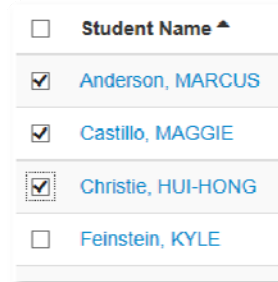 Student Name
Anderson, MARCUS
Castillo, MAGGIE
Christie, HUI-HONG
Feinstein, KYLE